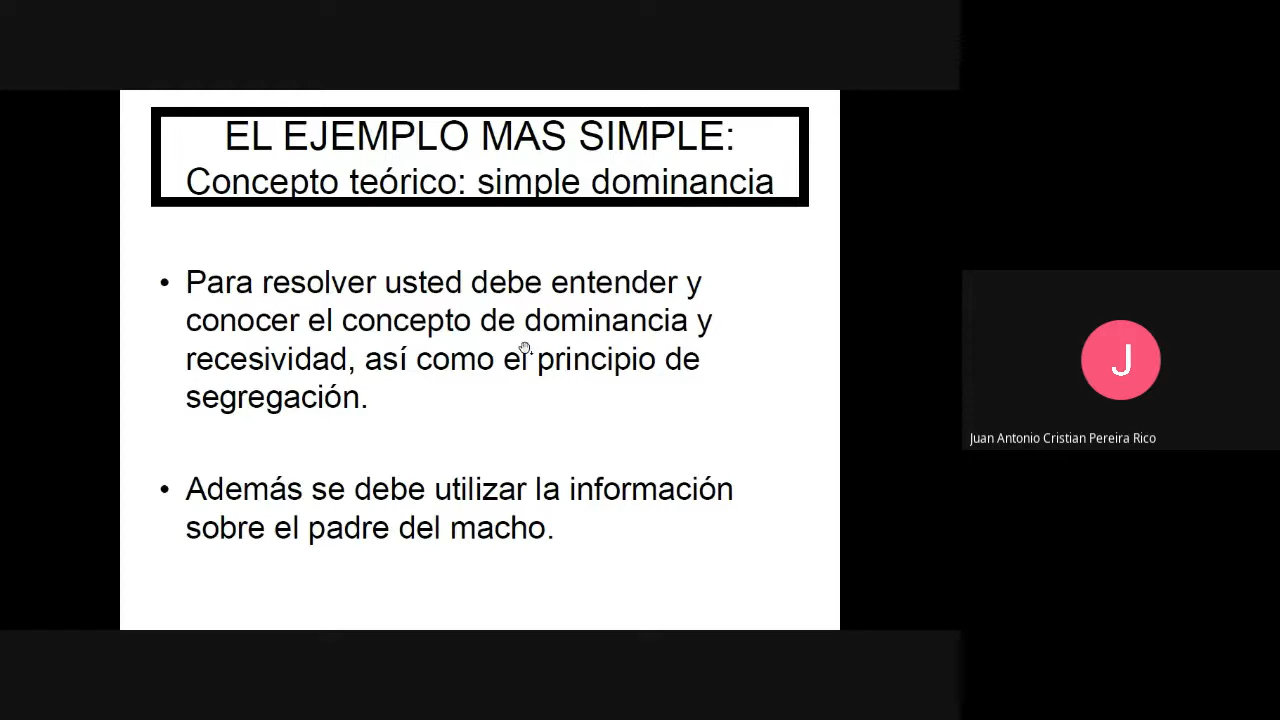 EL EJEMPLO MAS SIMPLE:
Concepto teórico: simple dominancia
• Para resolver usted debe entender y
conocer el concepto de dominancia y
recesividad, así como el principio de
segregación.
• Además se debe utilizar la información
sobre el padre del macho.
J
Juan Antonio Cristian Pereira Rico